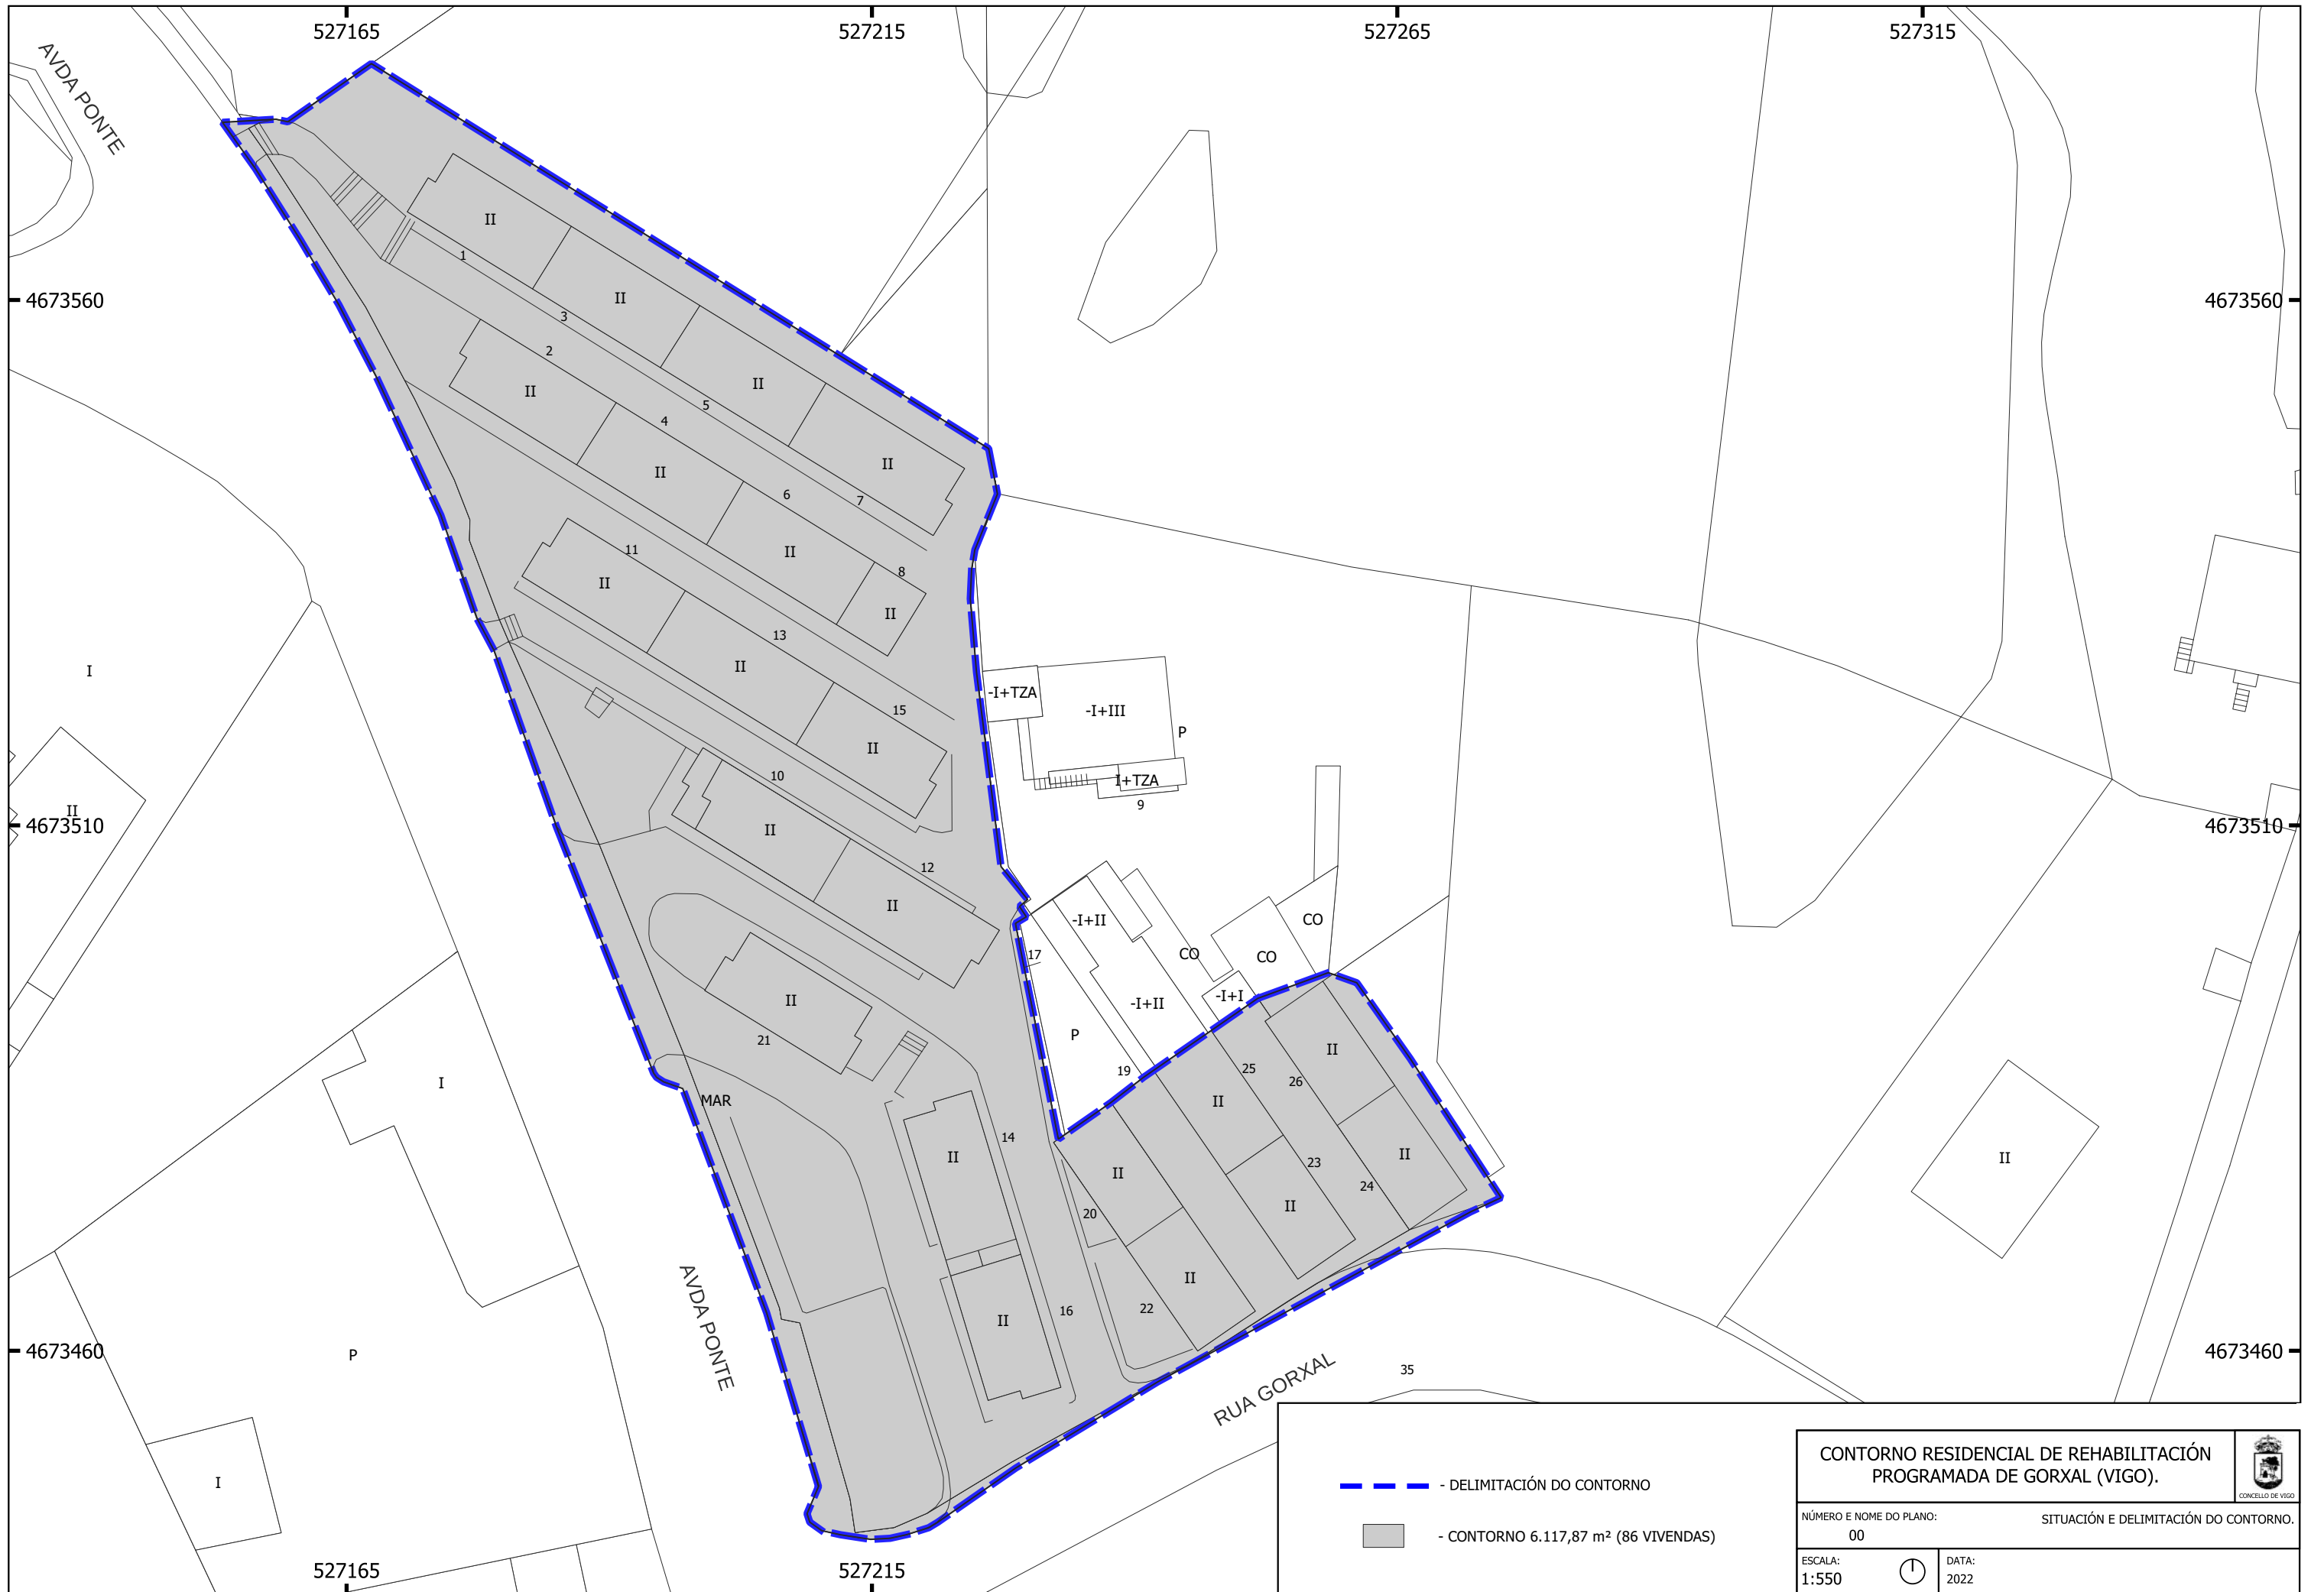 527165
527215
527265
527315
AVDA PONTE
II
1
4673560
II
4673560
3
2
II
II
5
4
II
II
6
7
11
II
8
II
II
13
I
II
-I+TZA
15
-I+III
P
II
10
I+TZA
9
II
4673510
II
4673510
12
II
-I+II
CO
17
CO
CO
II
-I+I
-I+II
P
21
II
25
19
26
I
MAR
II
14
II
II
II
23
II
24
II
20
AVDA PONTE
II
22
16
II
4673460
P
4673460
35
RUA GORXAL
I
- DELIMITACIÓN DO CONTORNO
- CONTORNO 6.117,87 m² (86 VIVENDAS)
CONTORNO RESIDENCIAL DE REHABILITACIÓN
PROGRAMADA DE GORXAL (VIGO).
CONCELLO DE VIGO
NÚMERO E NOME DO PLANO:
SITUACIÓN E DELIMITACIÓN DO CONTORNO.
00
ESCALA:
1:550
DATA:
2022
527165
527215